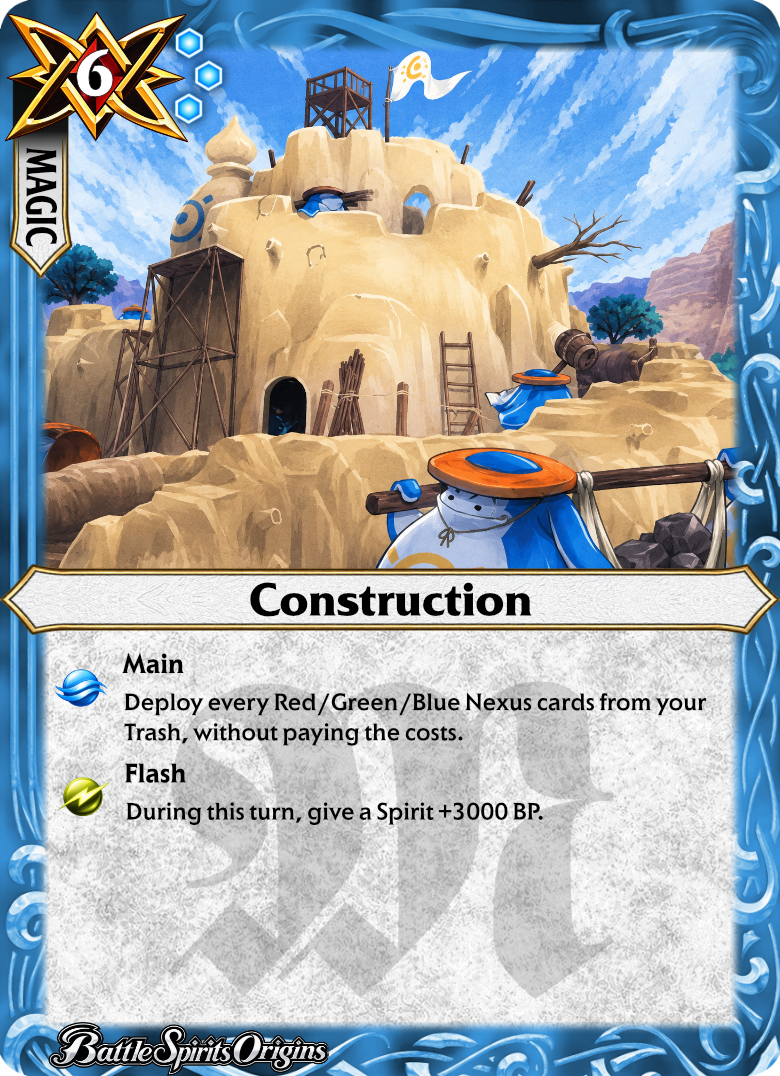 6
MAGIC
Construction
Main
Deploy every Red/Green/Blue Nexus cards from your
Trash, without paying the costs.
Flash
During this turn, give a Spirit +3000 BP.
Battle Spirits Origins